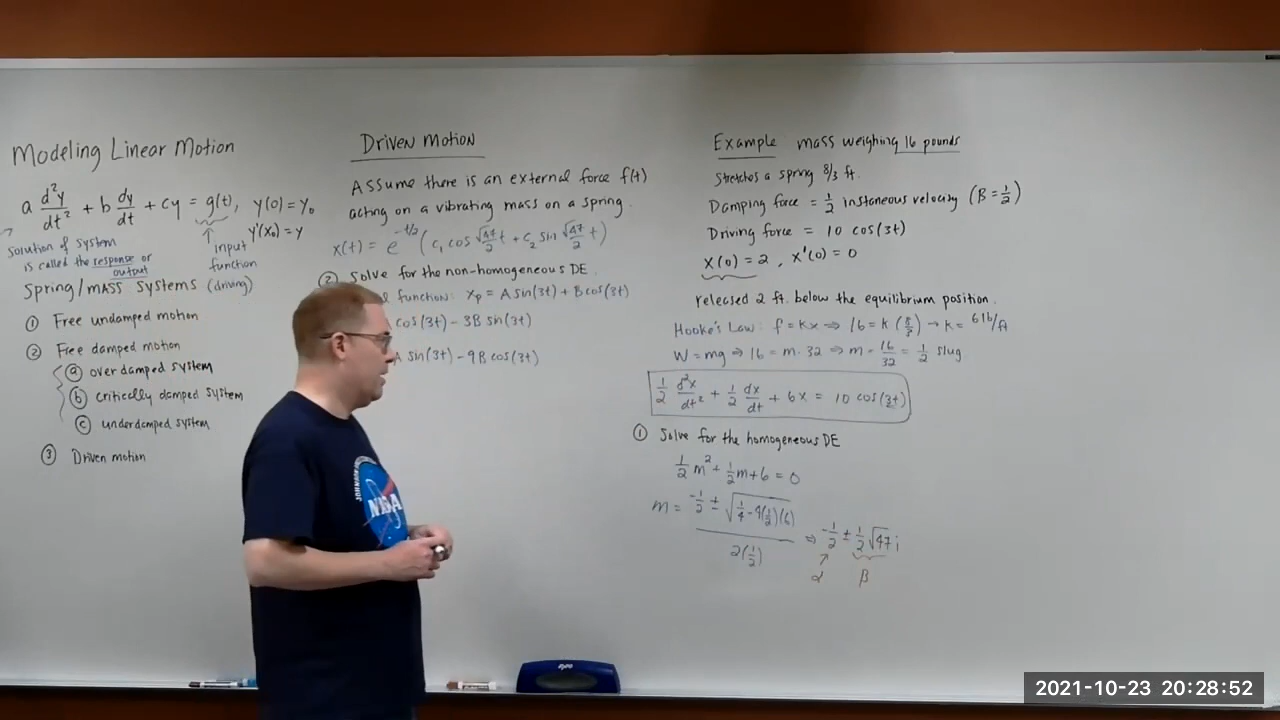 Modeling Linear Motion
a d²y/dt² + b dy/dt + cy = g(t), y(0) = y₀
y'(x₀) = y
solution of system
is called the response or
output
input
function
(driving)
Spring/mass systems
① Free undamped motion
② Free damped motion
ⓐ overdamped system
ⓑ critically damped system
ⓒ underdamped system
③ Driven motion
Driven Motion
Assume there is an external force f(t)
acting on a vibrating mass on a spring.
x(t) = e^(-t/2) (c₁ cos √47/2 t + c₂ sin √47/2 t)
② Solve for the non-homogeneous DE.
function: xₚ = A sin(3t) + B cos(3t)
cos(3t) - 3B sin(3t)
A sin(3t) - 9B cos(3t)
NASA
Example: mass weighing 16 pounds
stretches a spring 8/3 ft.
Damping force = 1/2 instaneous velocity (B = 1/2)
Driving force = 10 cos(3t)
x(0) = 2, x'(0) = 0
released 2 ft. below the equilibrium position.
Hooke's Law: f = kx ⇒ 16 = k (8/3) → k = 6 lb/ft
W = mg ⇒ 16 = m · 32 ⇒ m = 16/32 = 1/2 slug
1/2 d²x/dt² + 1/2 dx/dt + 6x = 10 cos(3t)
① Solve for the homogeneous DE
1/2 m² + 1/2 m + 6 = 0
m = (-1/2 ± √(1/4 - 4(1/2)(6))) / 2(1/2) ⇒ -1/2 ± 1/2 √47 i
α β
expo
2021-10-23 20:28:52